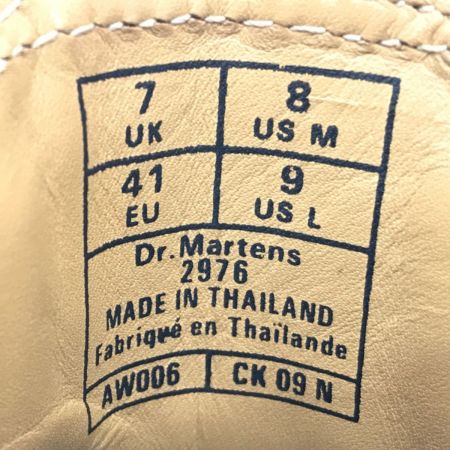 7 8
UK US M
41 9
EU US L
Dr.Martens
2976
MADE IN THAILAND
Fabriqué en Thaïlande
AW006 CK 09 N